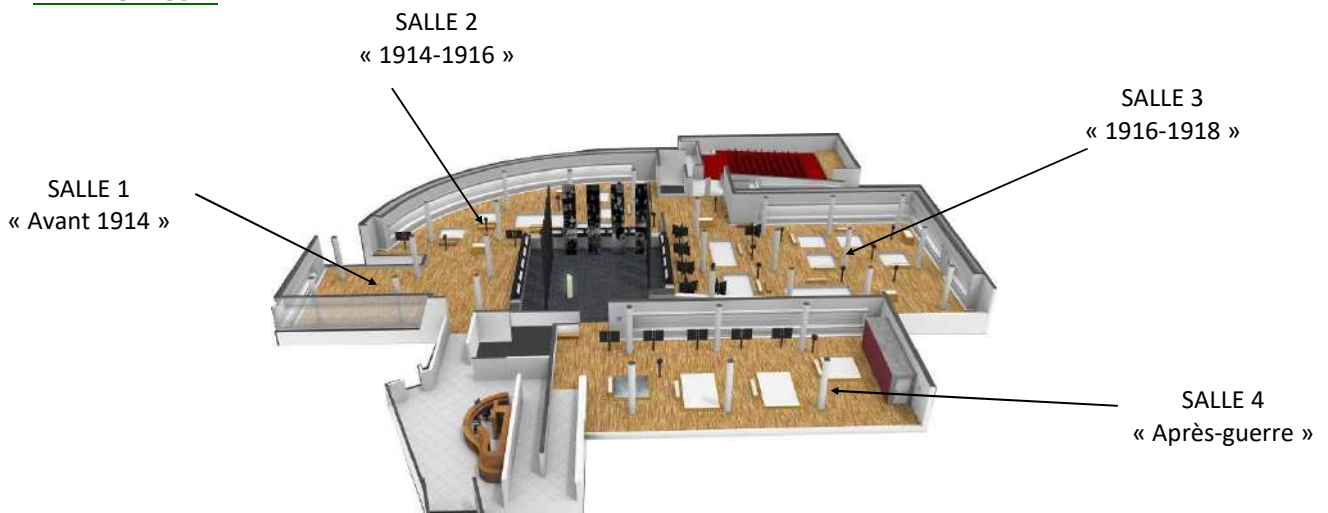 SALLE 2
« 1914-1916 »
SALLE 3
« 1916-1918 »
SALLE 1
« Avant 1914 »
SALLE 4
« Après-guerre »